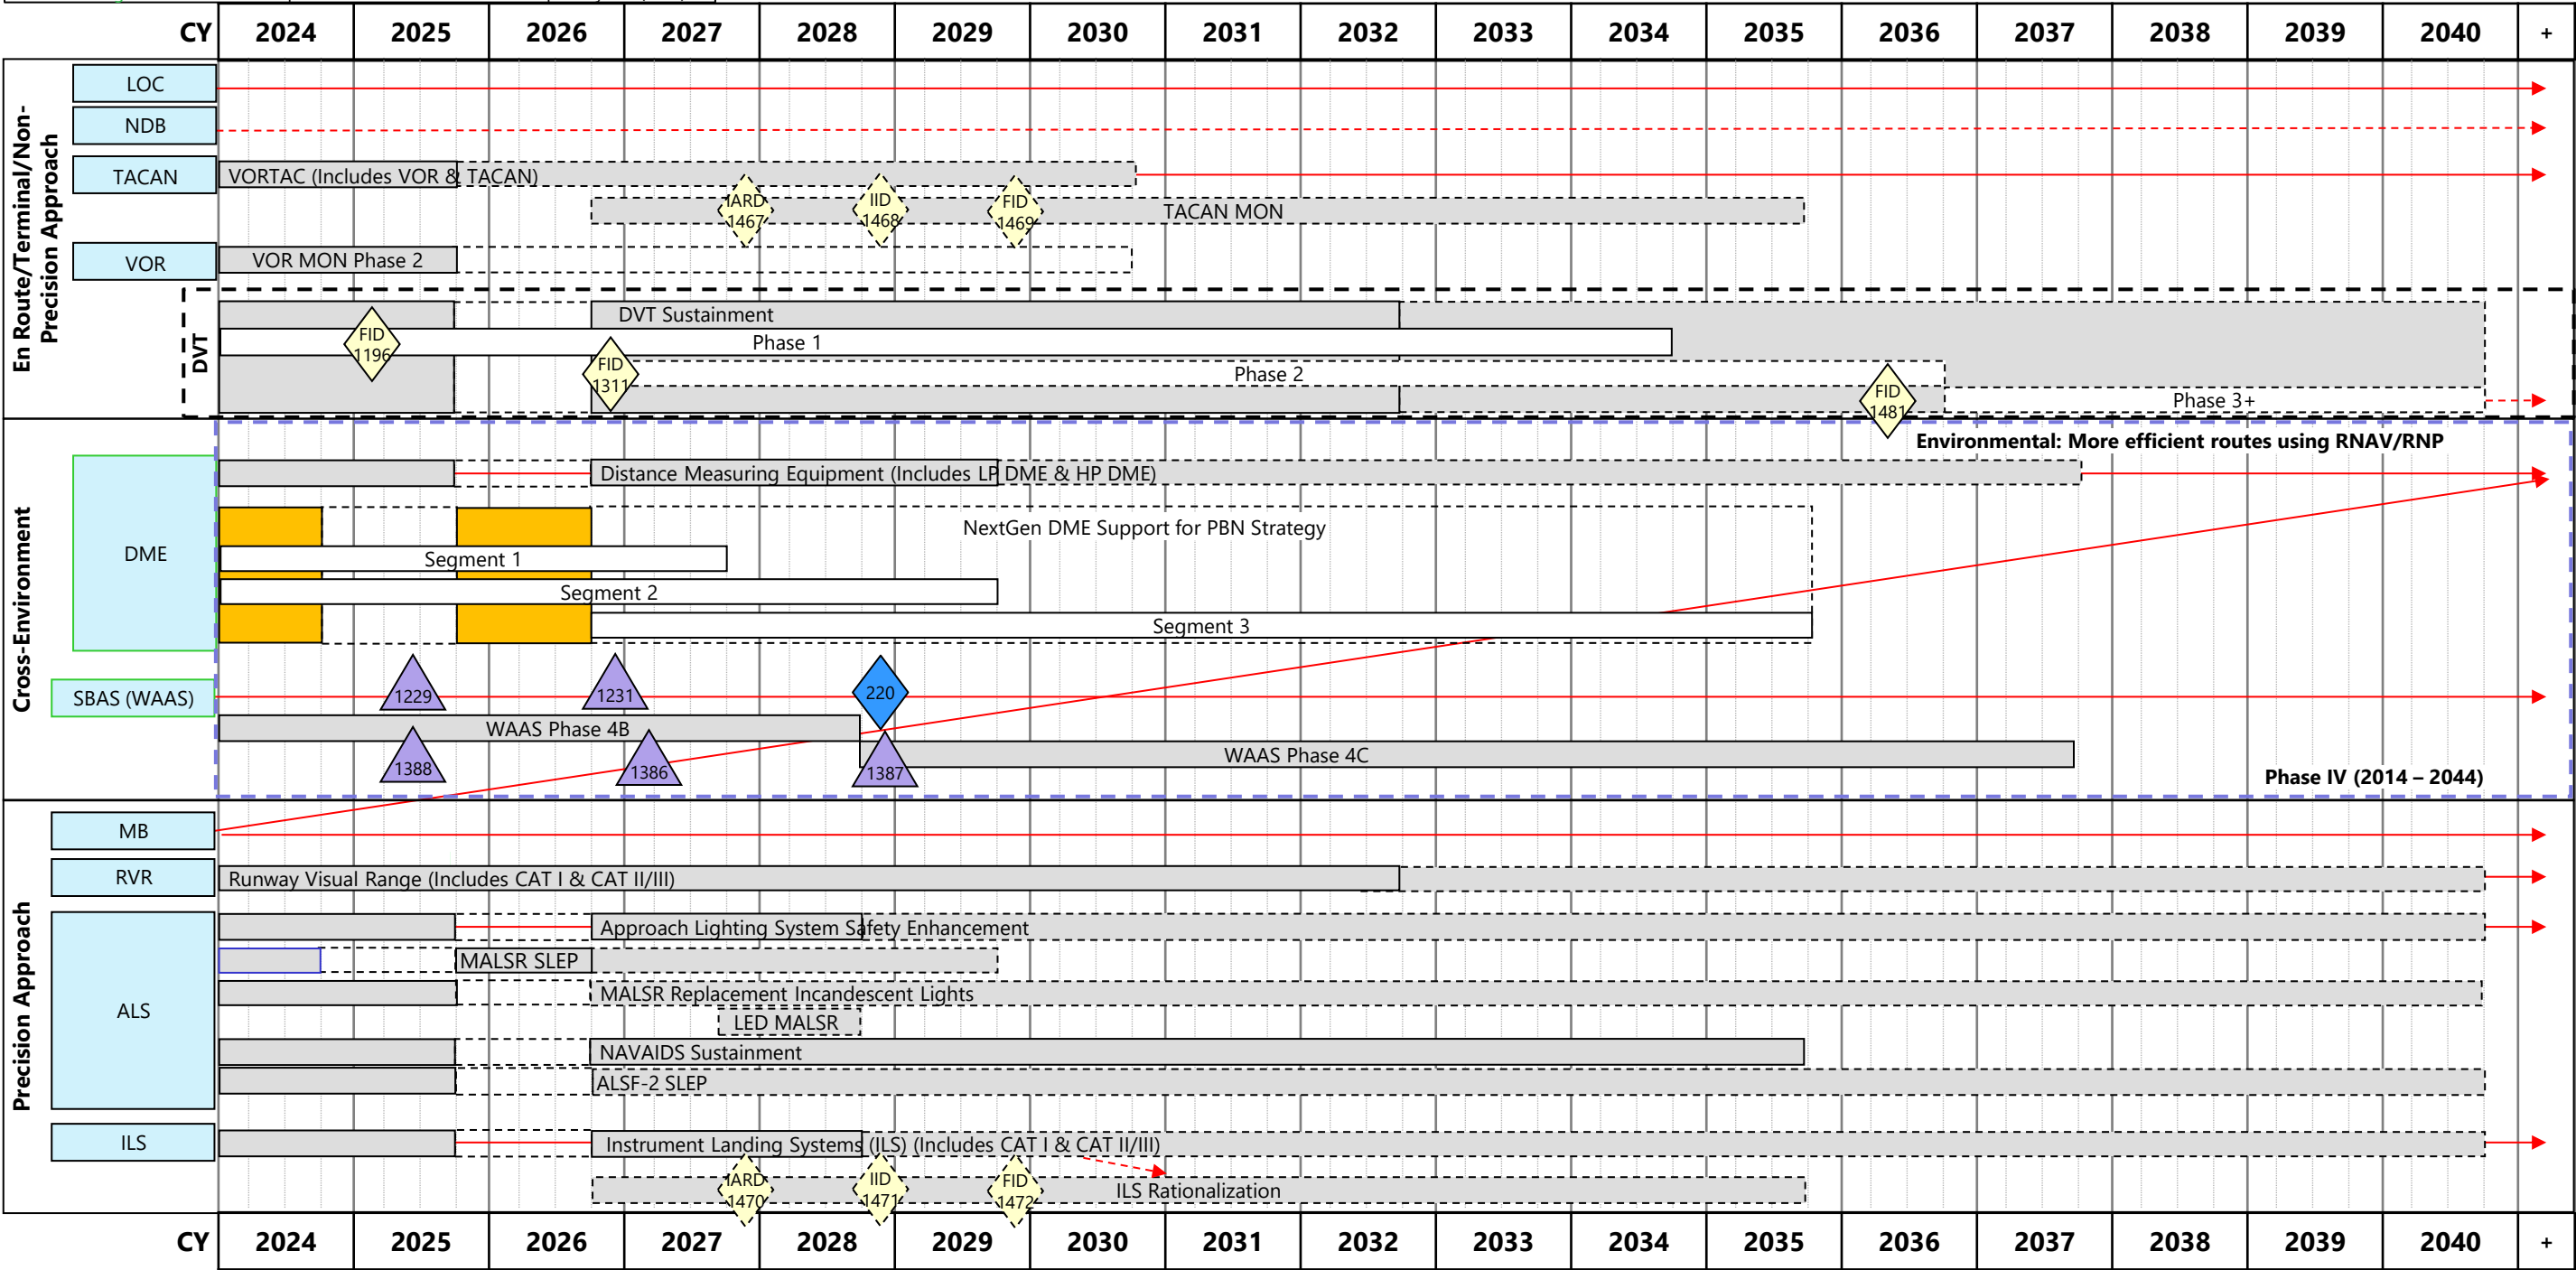 CY 2024 2025 2026 2027 2028 2029 2030 2031 2032 2033 2034 2035 2036 2037 2038 2039 2040 +
En Route/Terminal/Non-
Precision Approach
LOC
NDB
TACAN
VORTAC (Includes VOR & TACAN)
IARD
1467
IID
1468
FID
1469
TACAN MON
VOR
VOR MON Phase 2
DVT
DVT Sustainment
FID
1196
Phase 1
FID
1311
Phase 2
FID
1481
Phase 3+
Cross-Environment
Environmental: More efficient routes using RNAV/RNP
DME
Distance Measuring Equipment (Includes LP DME & HP DME)
NextGen DME Support for PBN Strategy
Segment 1
Segment 2
Segment 3
SBAS (WAAS)
1229
1231
220
WAAS Phase 4B
WAAS Phase 4C
1388
1386
1387
Phase IV (2014 – 2044)
Precision Approach
MB
RVR
Runway Visual Range (Includes CAT I & CAT II/III)
ALS
Approach Lighting System Safety Enhancement
MALSR SLEP
MALSR Replacement Incandescent Lights
LED MALSR
NAVAIDS Sustainment
ALSF-2 SLEP
ILS
Instrument Landing Systems (ILS) (Includes CAT I & CAT II/III)
IARD
1470
IID
1471
FID
1472
ILS Rationalization
CY 2024 2025 2026 2027 2028 2029 2030 2031 2032 2033 2034 2035 2036 2037 2038 2039 2040 +